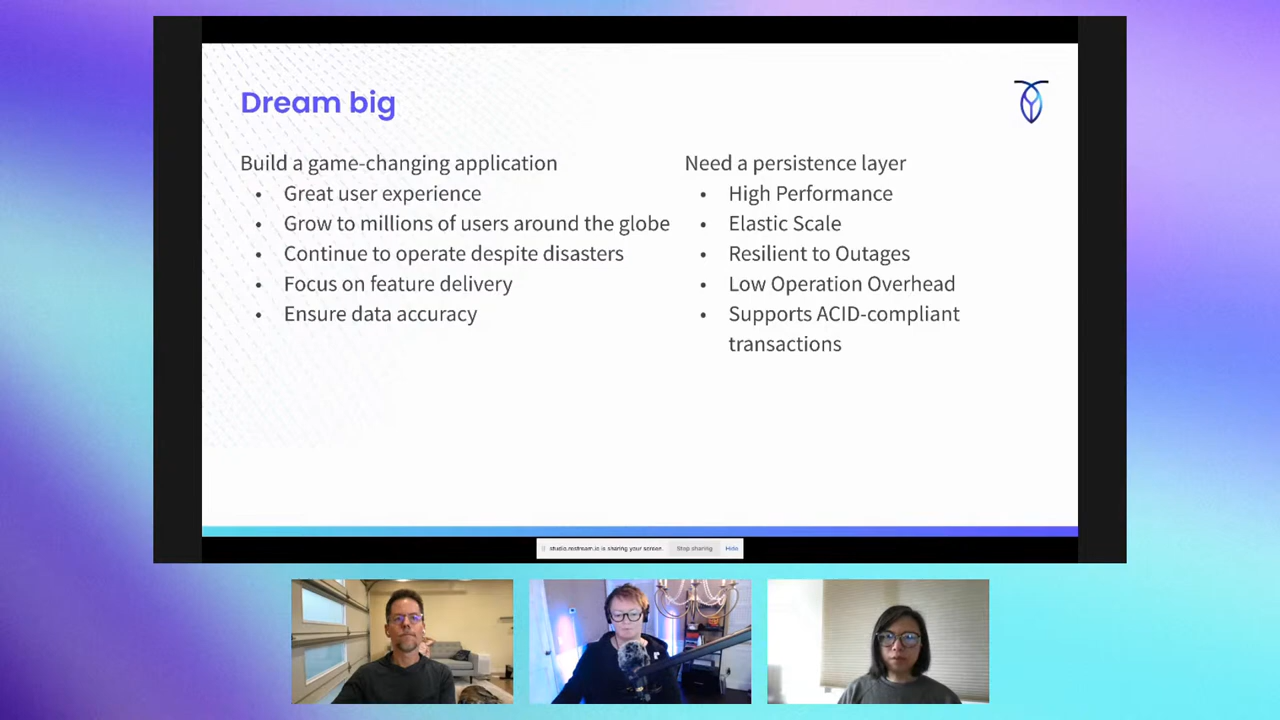 Dream big
Build a game-changing application
• Great user experience
• Grow to millions of users around the globe
• Continue to operate despite disasters
• Focus on feature delivery
• Ensure data accuracy
Need a persistence layer
• High Performance
• Elastic Scale
• Resilient to Outages
• Low Operation Overhead
• Supports ACID-compliant
transactions
studio.restream.io is sharing your screen.
Stop sharing
Hide